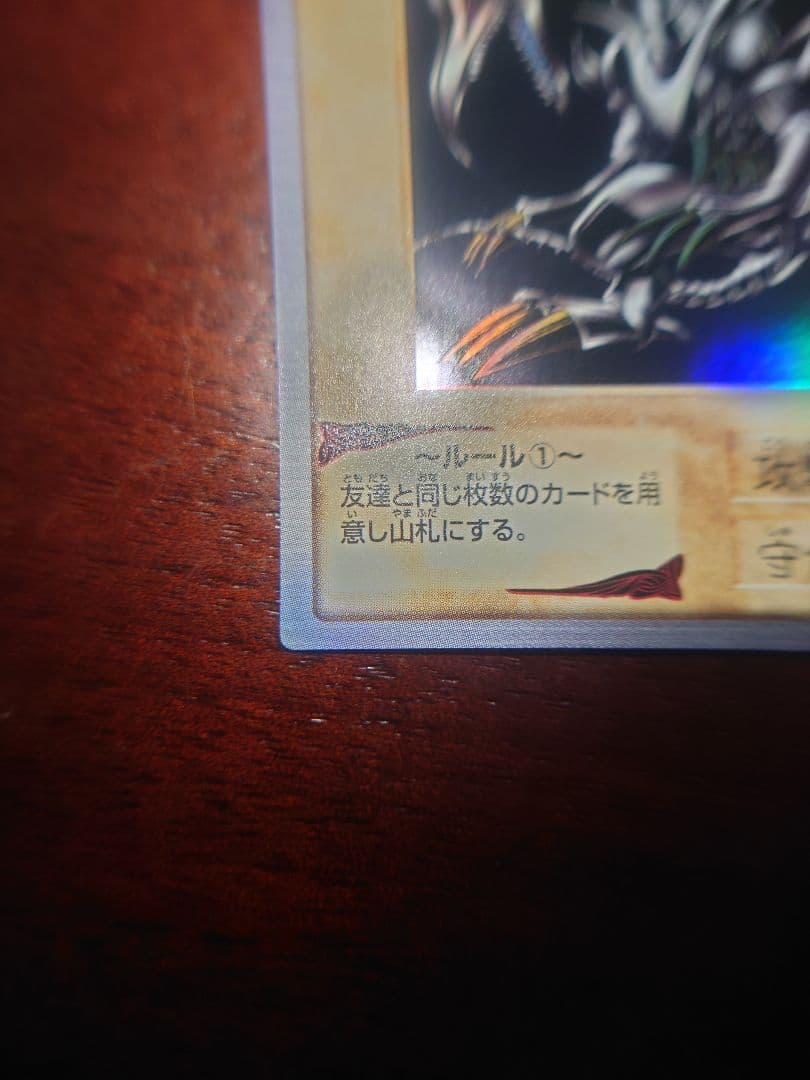 ~ルール①~
友達と同じ枚数のカードを用
意し山札にする。